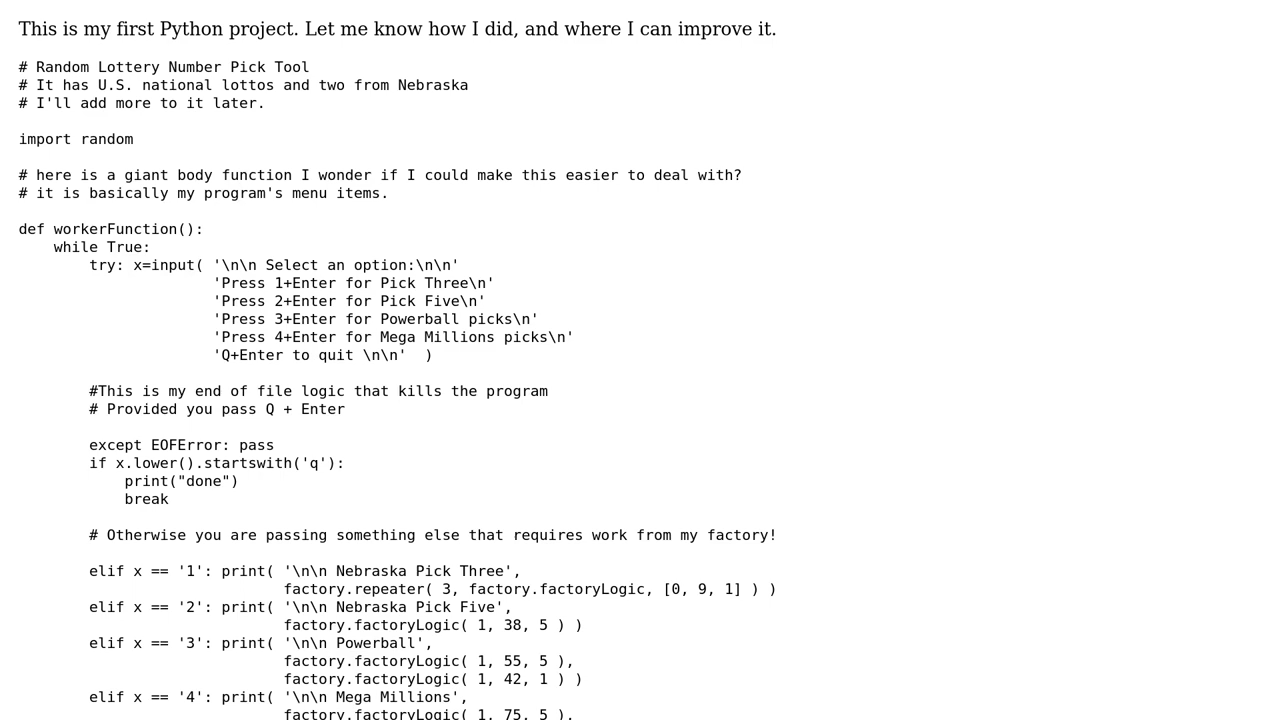 This is my first Python project. Let me know how I did, and where I can improve it.
# Random Lottery Number Pick Tool
# It has U.S. national lottos and two from Nebraska
# I'll add more to it later.
import random
# here is a giant body function I wonder if I could make this easier to deal with?
# it is basically my program's menu items.
def workerFunction():
    while True:
        try: x=input( '\n\n Select an option:\n\n'
                      'Press 1+Enter for Pick Three\n'
                      'Press 2+Enter for Pick Five\n'
                      'Press 3+Enter for Powerball picks\n'
                      'Press 4+Enter for Mega Millions picks\n'
                      'Q+Enter to quit \n\n'  )
        #This is my end of file logic that kills the program
        # Provided you pass Q + Enter
        except EOFError: pass
        if x.lower().startswith('q'):
            print("done")
            break
        # Otherwise you are passing something else that requires work from my factory!
        elif x == '1': print( '\n\n Nebraska Pick Three',
                              factory.repeater( 3, factory.factoryLogic, [0, 9, 1] ) )
        elif x == '2': print( '\n\n Nebraska Pick Five',
                              factory.factoryLogic( 1, 38, 5 ) )
        elif x == '3': print( '\n\n Powerball',
                              factory.factoryLogic( 1, 55, 5 ),
                              factory.factoryLogic( 1, 42, 1 ) )
        elif x == '4': print( '\n\n Mega Millions',
                              factory.factoryLogic( 1, 75, 5 ),